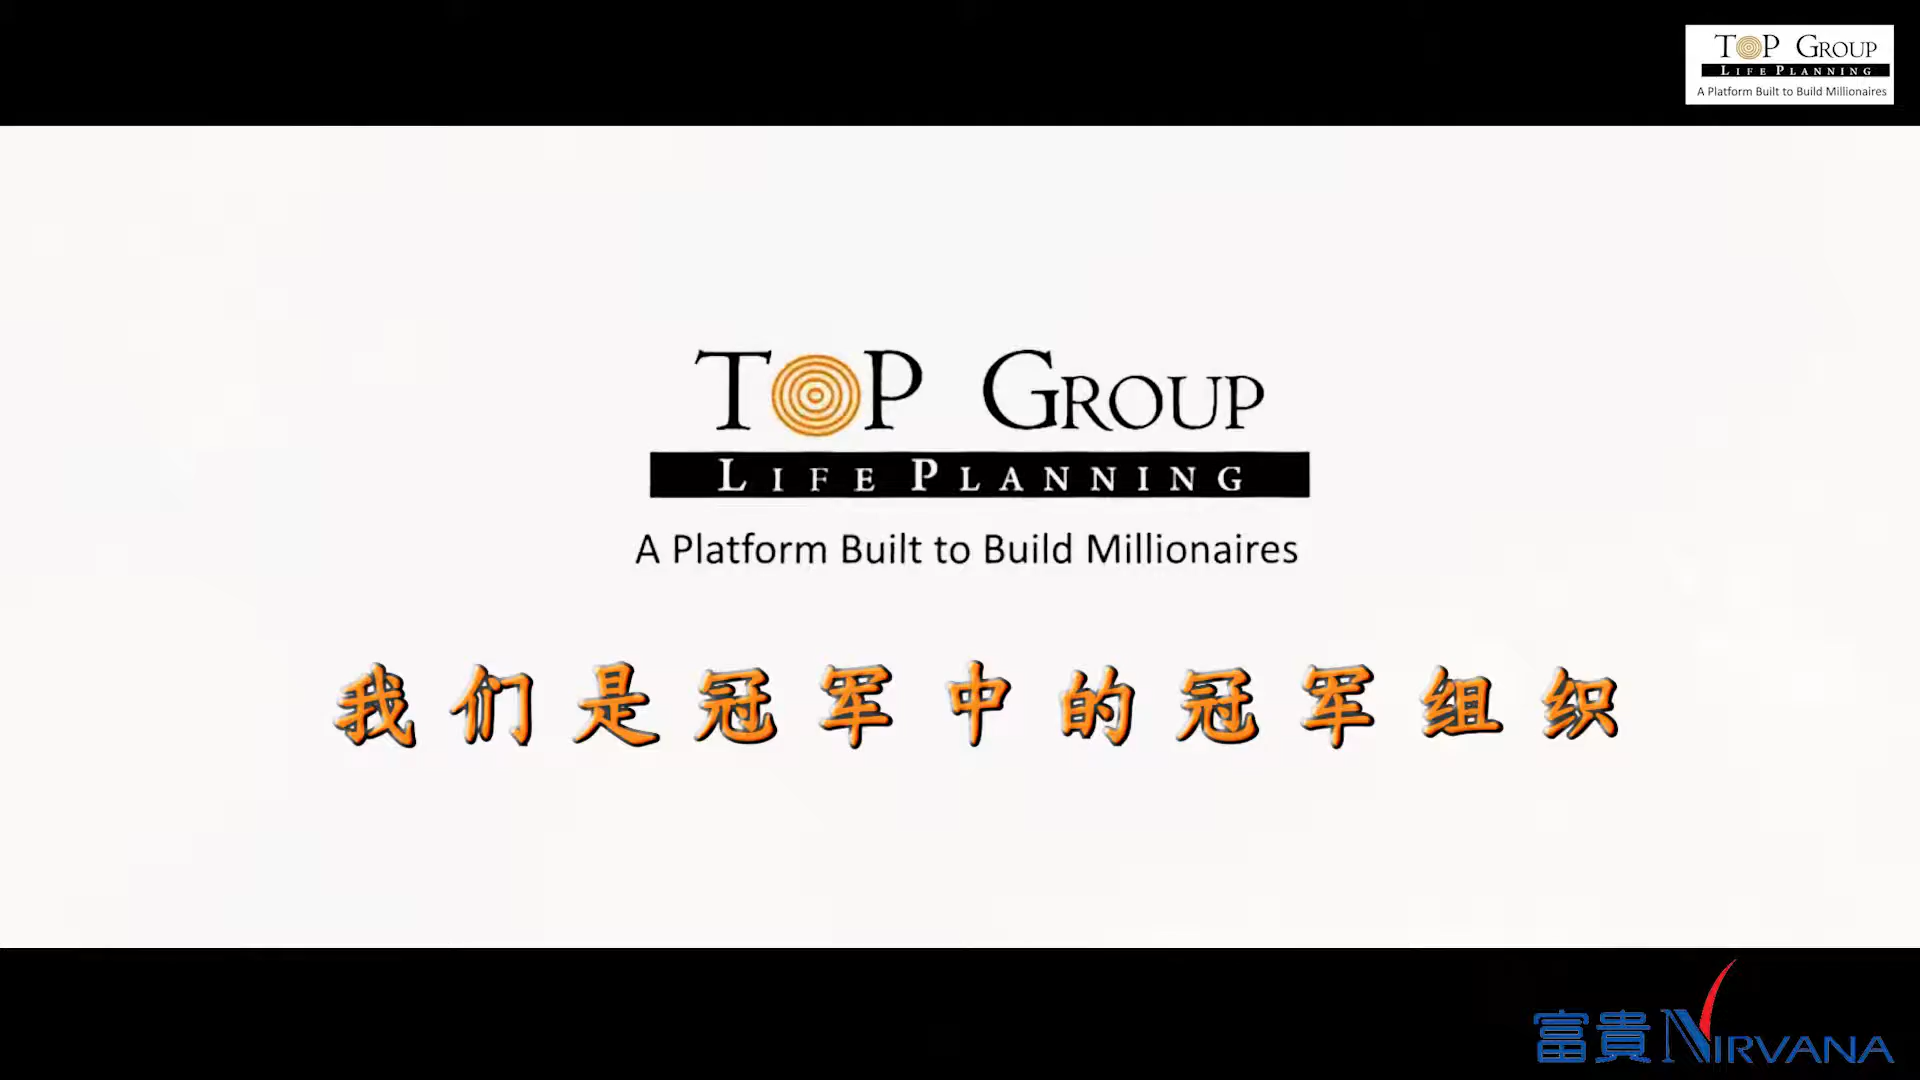 TOP GROUP
LIFE PLANNING
A Platform Built to Build Millionaires
TOP GROUP
LIFE PLANNING
A Platform Built to Build Millionaires
我们是冠军中的冠军组织
富貴 NIRVANA